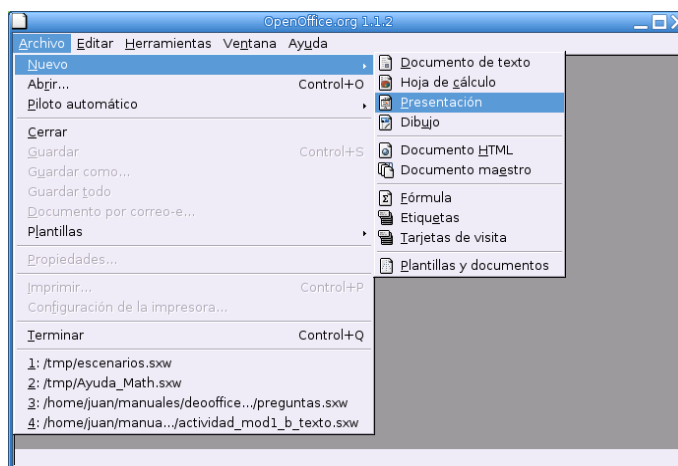 OpenOffice.org 1.1.2
Archivo Editar Herramientas Ventana Ayuda
Nuevo
Abrir... Control+O
Piloto automático
Cerrar
Guardar Control+S
Guardar como...
Guardar todo
Documento por correo-e...
Plantillas
Propiedades...
Imprimir... Control+P
Configuración de la impresora...
Terminar Control+Q
1: /tmp/escenarios.sxw
2: /tmp/Ayuda_Math.sxw
3: /home/juan/manuales/deooffice.../preguntas.sxw
4: /home/juan/manua.../actividad_mod1_b_texto.sxw
Documento de texto
Hoja de cálculo
Presentación
Dibujo
Documento HTML
Documento maestro
Fórmula
Etiquetas
Tarjetas de visita
Plantillas y documentos